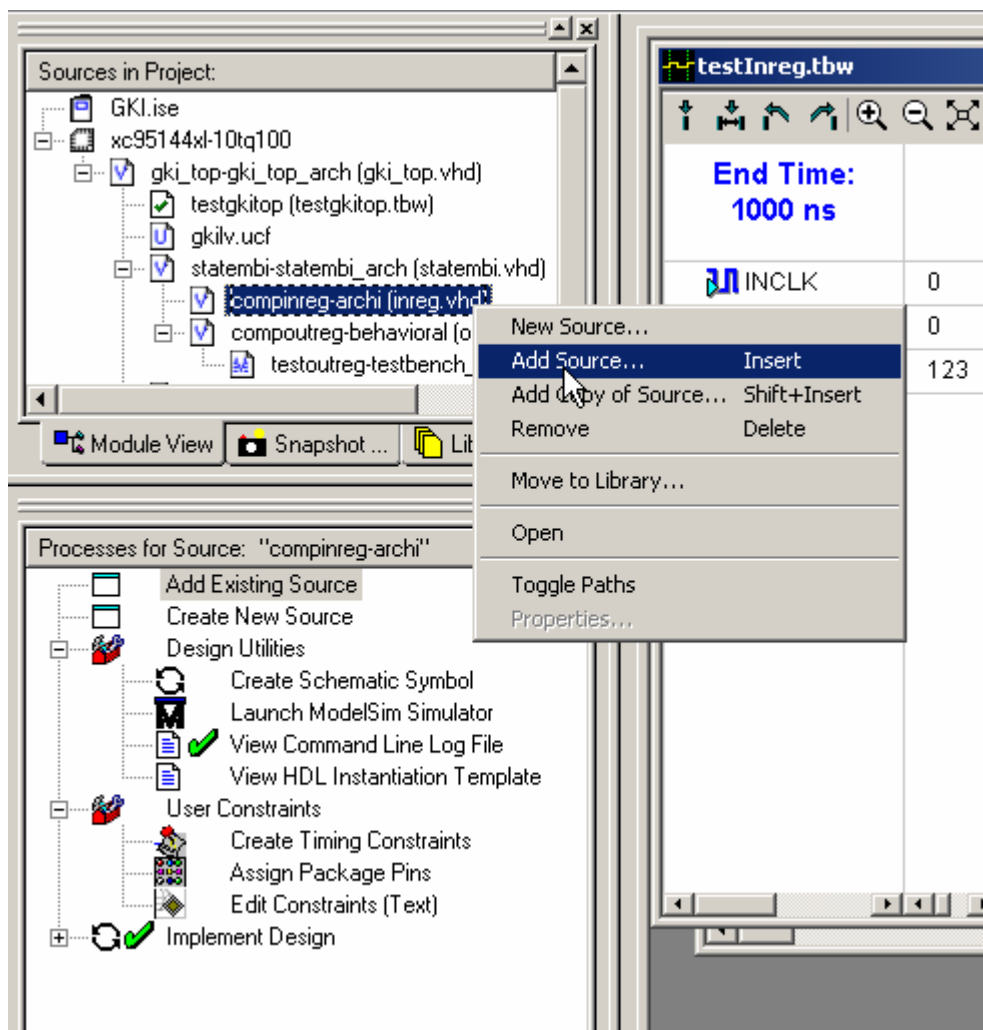 Sources in Project:
GKI.ise
xc95144xl-10tq100
gki_top-gki_top_arch (gki_top.vhd)
testgkitop (testgkitop.tbw)
gkilv.ucf
statembi-statembi_arch (statembi.vhd)
compinreg-archi (inreg.vhd)
compoutreg-behavioral (o
testoutreg-testbench_
Module View
Snapshot ...
Lib
New Source...
Add Source... Insert
Add Copy of Source... Shift+Insert
Remove Delete
Move to Library...
Open
Toggle Paths
Properties...
Processes for Source: "compinreg-archi"
Add Existing Source
Create New Source
Design Utilities
Create Schematic Symbol
Launch ModelSim Simulator
View Command Line Log File
View HDL Instantiation Template
User Constraints
Create Timing Constraints
Assign Package Pins
Edit Constraints (Text)
Implement Design
testInreg.tbw
End Time:
1000 ns
INCLK 0
0
123